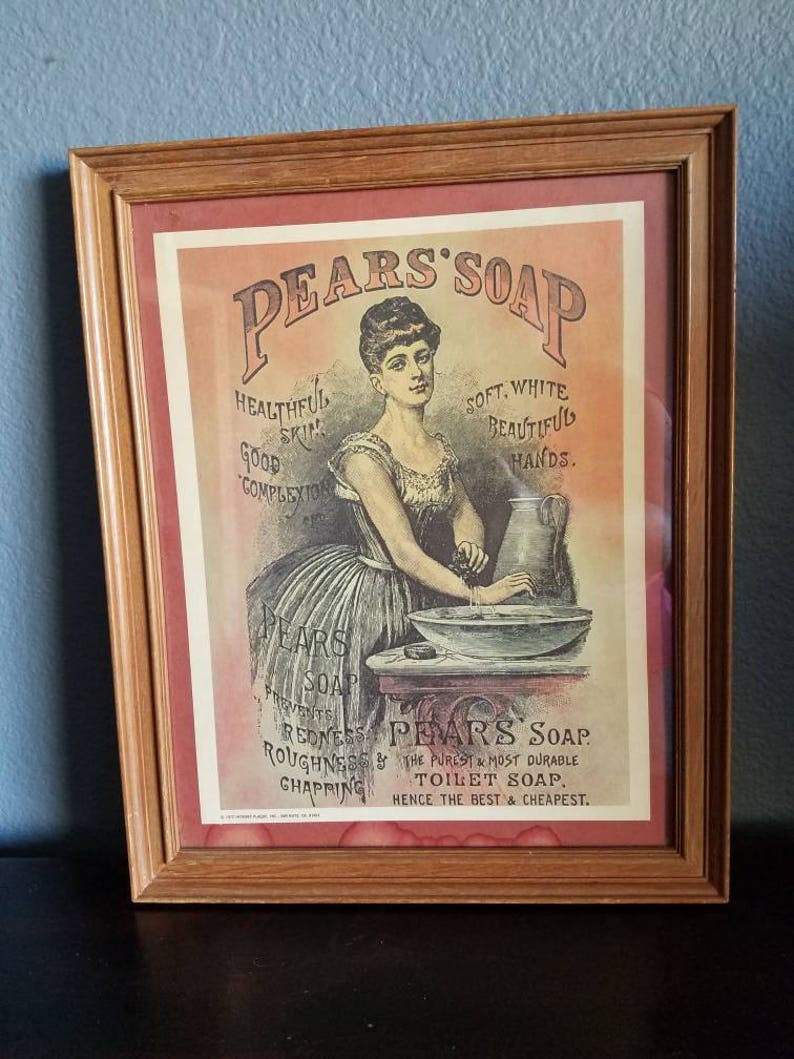 PEARS' SOAP
HEALTHFUL
SKIN.
GOOD
COMPLEXION
AND
SOFT, WHITE
BEAUTIFUL
HANDS.
PEARS
SOAP
PREVENTS
REDNESS
ROUGHNESS &
CHAPPING
PEARS' SOAP.
THE PUREST & MOST DURABLE
TOILET SOAP,
HENCE THE BEST & CHEAPEST.